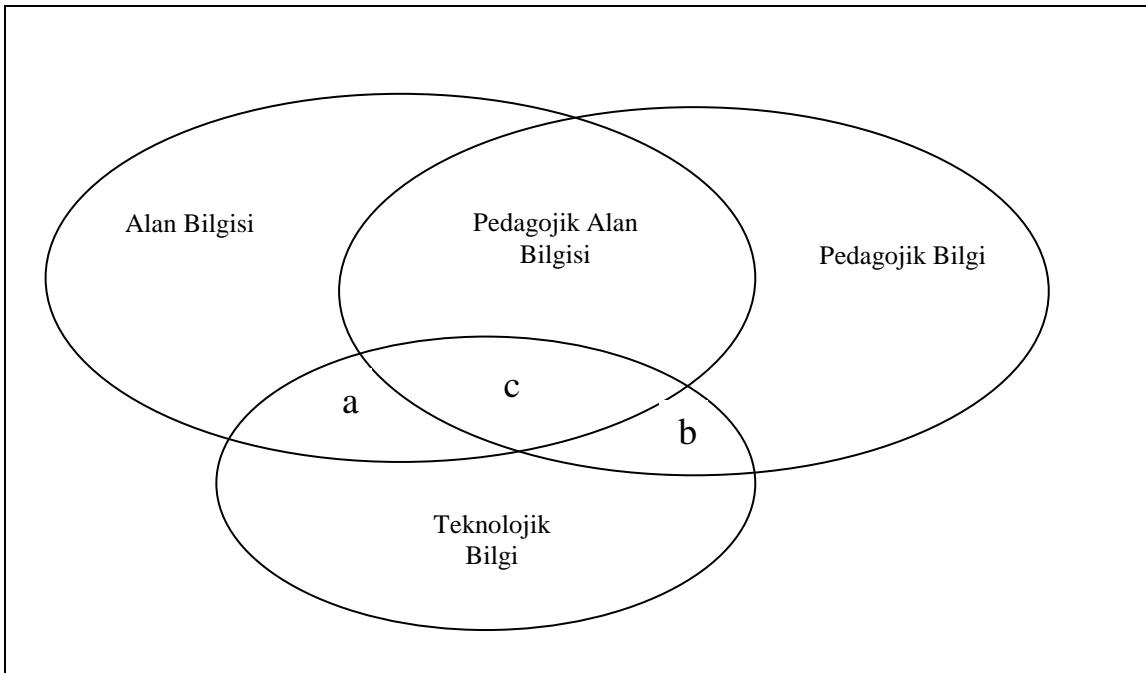 Alan Bilgisi
Pedagojik Alan
Bilgisi
Pedagojik Bilgi
a
c
b
Teknolojik
Bilgi